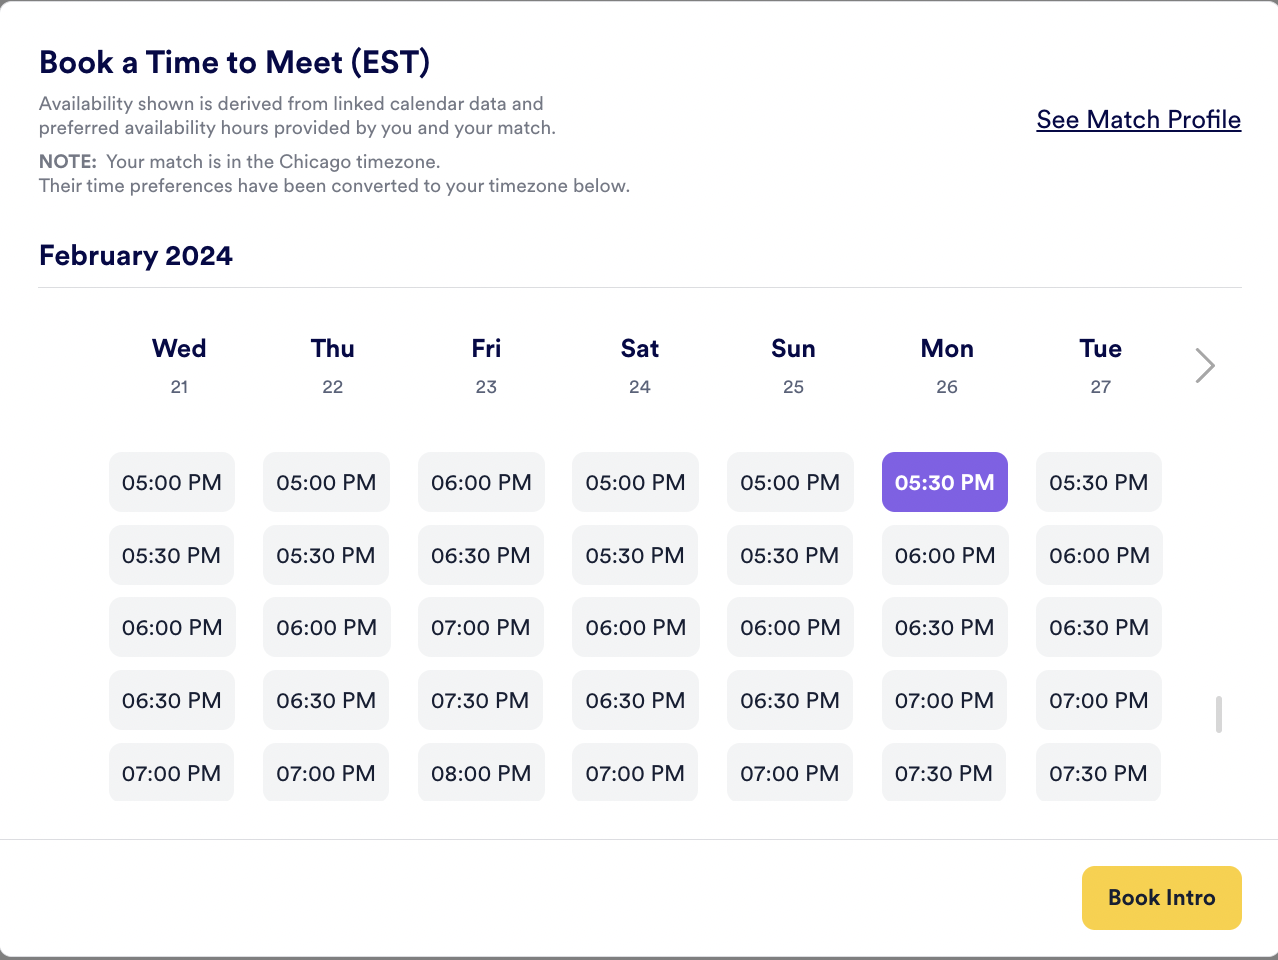 Book a Time to Meet (EST)
Availability shown is derived from linked calendar data and
preferred availability hours provided by you and your match.
See Match Profile
NOTE: Your match is in the Chicago timezone.
Their time preferences have been converted to your timezone below.
February 2024
Wed Thu Fri Sat Sun Mon Tue
21 22 23 24 25 26 27
05:00 PM 05:00 PM 06:00 PM 05:00 PM 05:00 PM 05:30 PM 05:30 PM
05:30 PM 05:30 PM 06:30 PM 05:30 PM 05:30 PM 06:00 PM 06:00 PM
06:00 PM 06:00 PM 07:00 PM 06:00 PM 06:00 PM 06:30 PM 06:30 PM
06:30 PM 06:30 PM 07:30 PM 06:30 PM 06:30 PM 07:00 PM 07:00 PM
07:00 PM 07:00 PM 08:00 PM 07:00 PM 07:00 PM 07:30 PM 07:30 PM
Book Intro